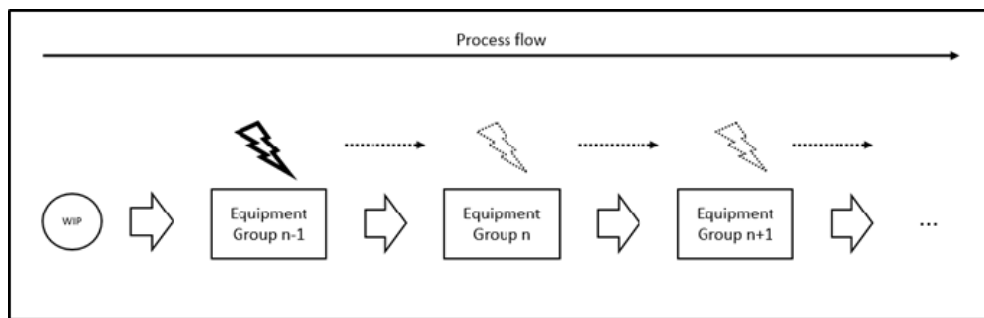 Process flow
WIP
Equipment
Group n-1
Equipment
Group n
Equipment
Group n+1
...